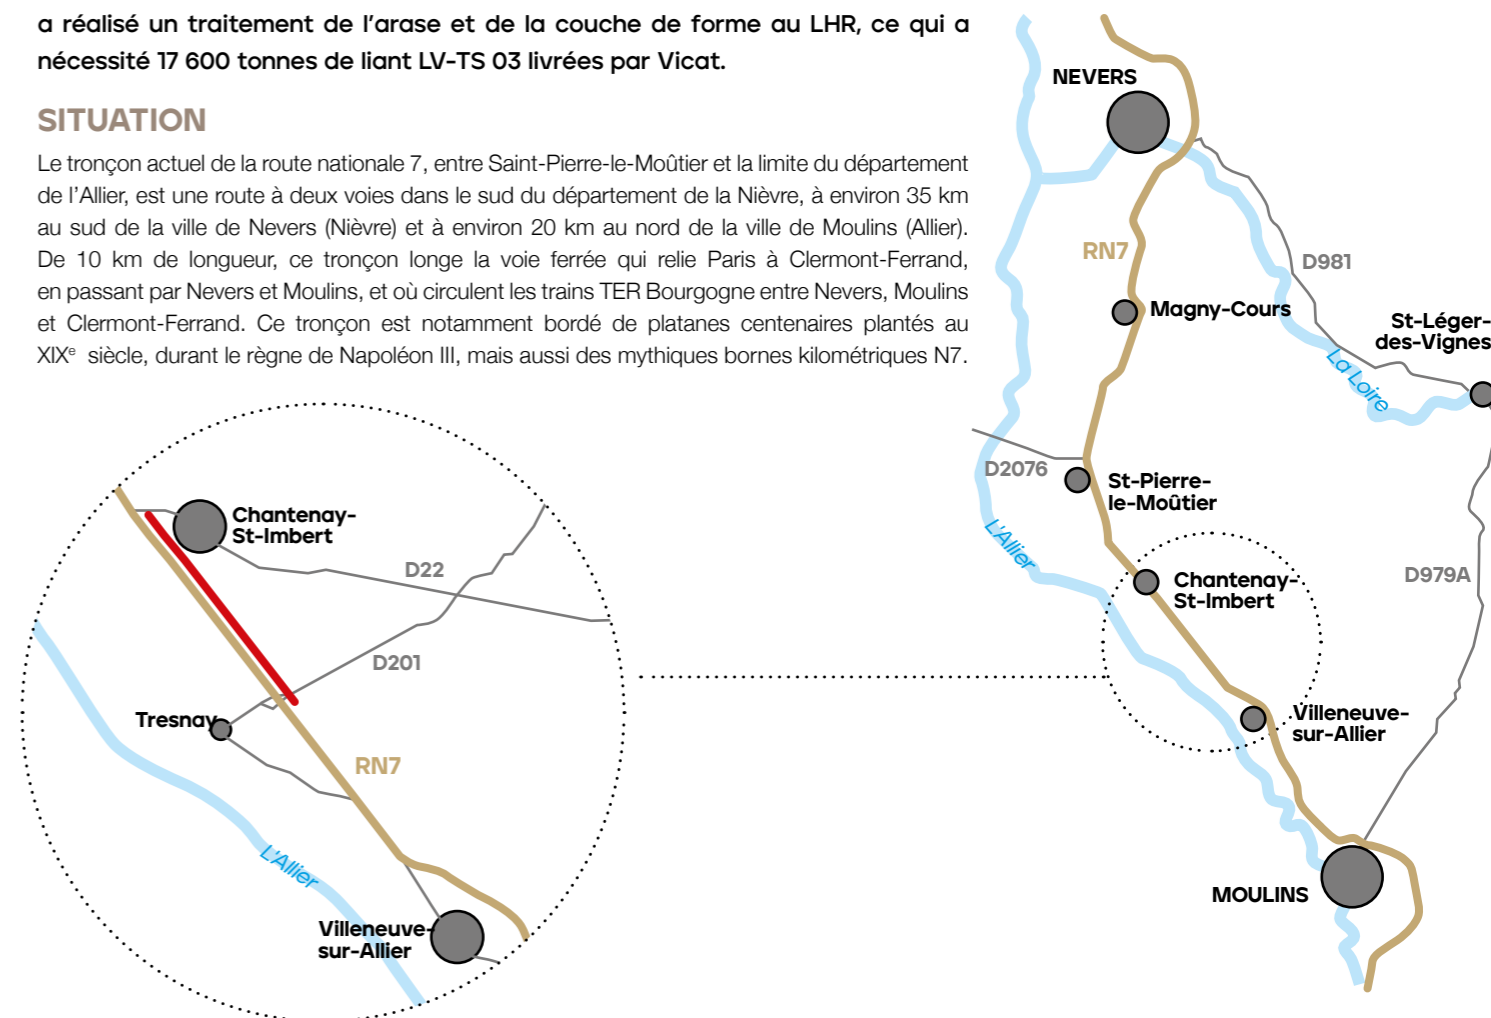 a réalisé un traitement de l’arase et de la couche de forme au LHR, ce qui a
nécessité 17 600 tonnes de liant LV-TS 03 livrées par Vicat.
SITUATION
Le tronçon actuel de la route nationale 7, entre Saint-Pierre-le-Moûtier et la limite du département
de l’Allier, est une route à deux voies dans le sud du département de la Nièvre, à environ 35 km
au sud de la ville de Nevers (Nièvre) et à environ 20 km au nord de la ville de Moulins (Allier).
De 10 km de longueur, ce tronçon longe la voie ferrée qui relie Paris à Clermont-Ferrand,
en passant par Nevers et Moulins, et où circulent les trains TER Bourgogne entre Nevers, Moulins
et Clermont-Ferrand. Ce tronçon est notamment bordé de platanes centenaires plantés au
XIXe siècle, durant le règne de Napoléon III, mais aussi des mythiques bornes kilométriques N7.
Chantenay-
St-Imbert
D22
D201
Tresnay
RN7
L’Allier
Villeneuve-
sur-Allier
NEVERS
RN7
D981
Magny-Cours
St-Léger-
des-Vignes
La Loire
D2076
St-Pierre-
le-Moûtier
L’Allier
Chantenay-
St-Imbert
D979A
Villeneuve-
sur-Allier
MOULINS